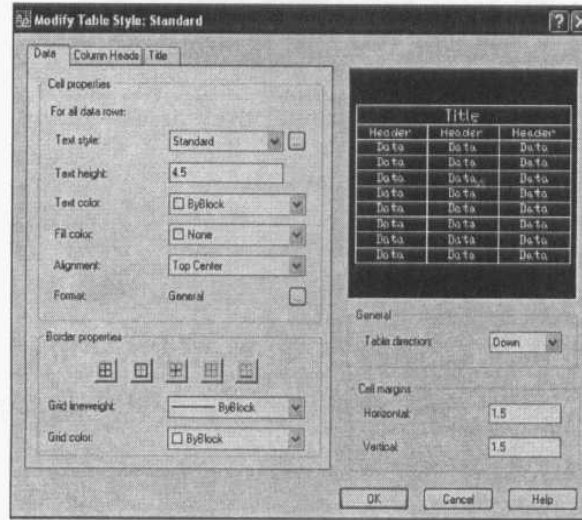 Modify Table Style: Standard
Data Column Heads Title
Cell properties
For all data rows:
Text style: Standard ...
Text height: 4.5
Text color: ByBlock
Fill color: None
Alignment: Top Center
Format: General ...
Border properties
Grid lineweight: ByBlock
Grid color: ByBlock
Title
Header Header Header
Data Data Data
Data Data Data
Data Data Data
Data Data Data
Data Data Data
Data Data Data
Data Data Data
Data Data Data
General
Table direction: Down
Cell margins
Horizontal: 1.5
Vertical: 1.5
OK Cancel Help